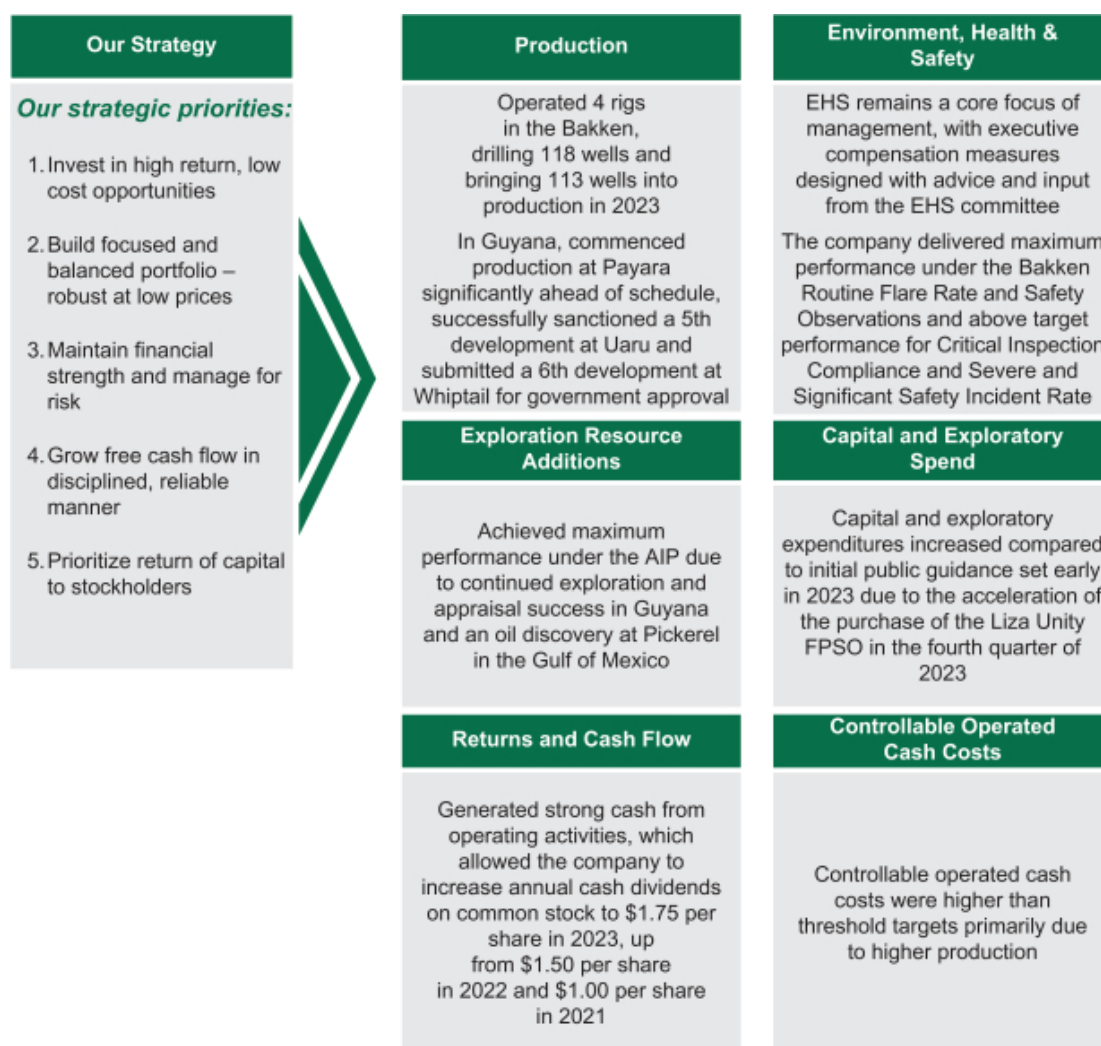 Our Strategy
Our strategic priorities:
1. Invest in high return, low
cost opportunities
2. Build focused and
balanced portfolio –
robust at low prices
3. Maintain financial
strength and manage for
risk
4. Grow free cash flow in
disciplined, reliable
manner
5. Prioritize return of capital
to stockholders
Production
Operated 4 rigs
in the Bakken,
drilling 118 wells and
bringing 113 wells into
production in 2023
In Guyana, commenced
production at Payara
significantly ahead of schedule,
successfully sanctioned a 5th
development at Uaru and
submitted a 6th development at
Whiptail for government approval
Environment, Health &
Safety
EHS remains a core focus of
management, with executive
compensation measures
designed with advice and input
from the EHS committee
The company delivered maximum
performance under the Bakken
Routine Flare Rate and Safety
Observations and above target
performance for Critical Inspection
Compliance and Severe and
Significant Safety Incident Rate
Exploration Resource
Additions
Achieved maximum
performance under the AIP due
to continued exploration and
appraisal success in Guyana
and an oil discovery at Pickerel
in the Gulf of Mexico
Capital and Exploratory
Spend
Capital and exploratory
expenditures increased compared
to initial public guidance set early
in 2023 due to the acceleration of
the purchase of the Liza Unity
FPSO in the fourth quarter of
2023
Returns and Cash Flow
Generated strong cash from
operating activities, which
allowed the company to
increase annual cash dividends
on common stock to $1.75 per
share in 2023, up
from $1.50 per share
in 2022 and $1.00 per share
in 2021
Controllable Operated
Cash Costs
Controllable operated cash
costs were higher than
threshold targets primarily due
to higher production